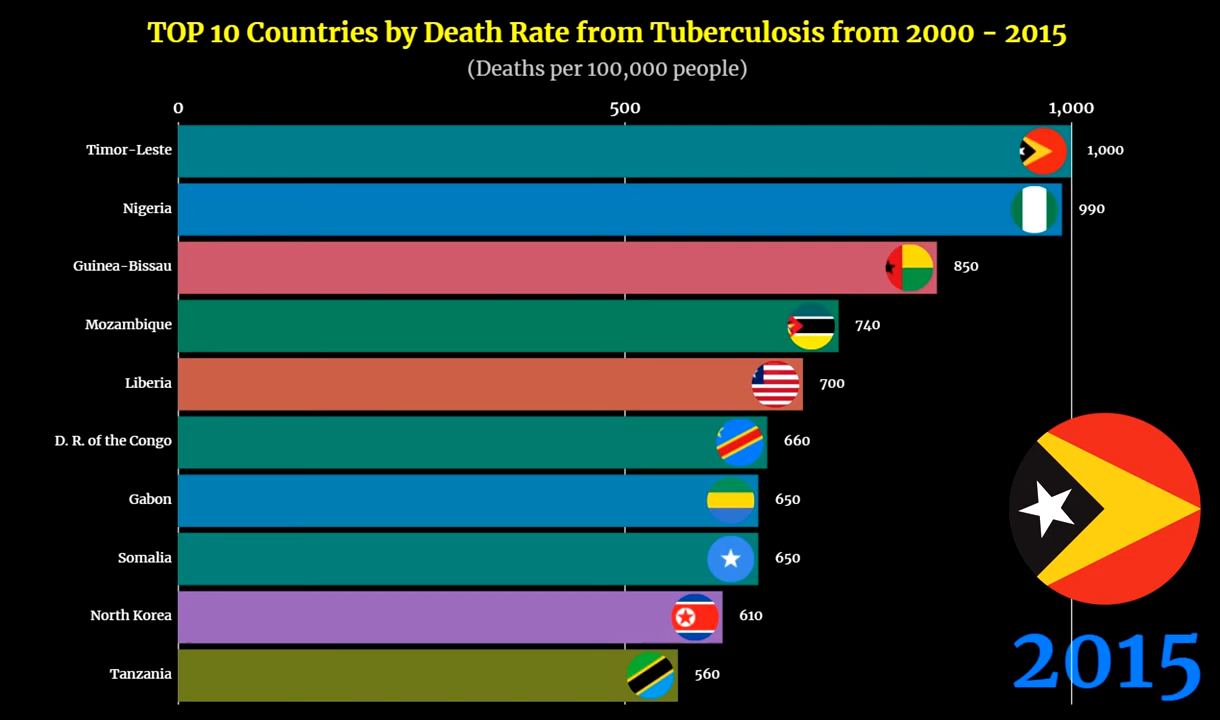 TOP 10 Countries by Death Rate from Tuberculosis from 2000 - 2015
(Deaths per 100,000 people)
0 500 1,000
Timor-Leste 1,000
Nigeria 990
Guinea-Bissau 850
Mozambique 740
Liberia 700
D. R. of the Congo 660
Gabon 650
Somalia 650
North Korea 610
Tanzania 560
2015